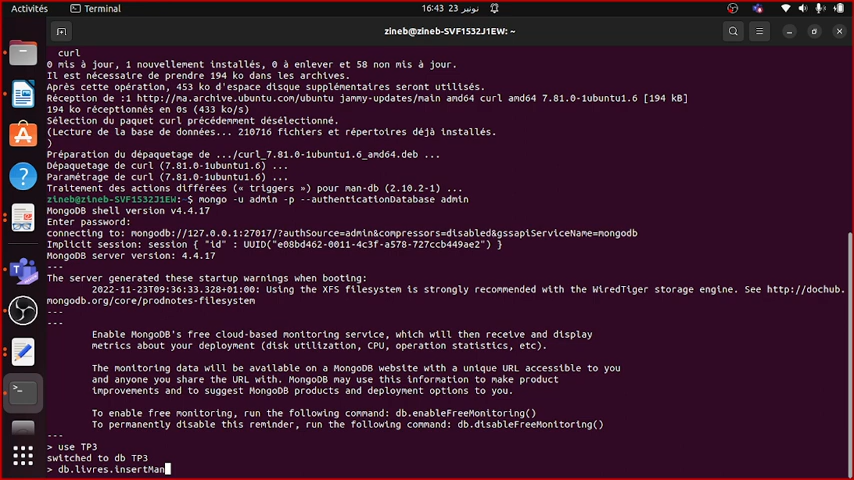 Activités
Terminal
16:43 23 نونبر
zineb@zineb-SVF1532J1EW: ~
curl
0 mis à jour, 1 nouvellement installés, 0 à enlever et 58 non mis à jour.
Il est nécessaire de prendre 194 ko dans les archives.
Après cette opération, 453 ko d'espace disque supplémentaires seront utilisés.
Réception de :1 http://ma.archive.ubuntu.com/ubuntu jammy-updates/main amd64 curl amd64 7.81.0-1ubuntu1.6 [194 kB]
194 ko réceptionnés en 0s (433 ko/s)
Sélection du paquet curl précédemment désélectionné.
(Lecture de la base de données... 210716 fichiers et répertoires déjà installés.
)
Préparation du dépaquetage de .../curl_7.81.0-1ubuntu1.6_amd64.deb ...
Dépaquetage de curl (7.81.0-1ubuntu1.6) ...
Paramétrage de curl (7.81.0-1ubuntu1.6) ...
Traitement des actions différées (« triggers ») pour man-db (2.10.2-1) ...
zineb@zineb-SVF1532J1EW:~$ mongo -u admin -p --authenticationDatabase admin
MongoDB shell version v4.4.17
Enter password:
connecting to: mongodb://127.0.0.1:27017/?authSource=admin&compressors=disabled&gssapiServiceName=mongodb
Implicit session: session { "id" : UUID("e08bd462-0011-4c3f-a578-727ccb449ae2") }
MongoDB server version: 4.4.17
---
The server generated these startup warnings when booting:
2022-11-23T09:36:33.328+01:00: Using the XFS filesystem is strongly recommended with the WiredTiger storage engine. See http://dochub.
mongodb.org/core/prodnotes-filesystem
---
---
Enable MongoDB's free cloud-based monitoring service, which will then receive and display
metrics about your deployment (disk utilization, CPU, operation statistics, etc).
The monitoring data will be available on a MongoDB website with a unique URL accessible to you
and anyone you share the URL with. MongoDB may use this information to make product
improvements and to suggest MongoDB products and deployment options to you.
To enable free monitoring, run the following command: db.enableFreeMonitoring()
To permanently disable this reminder, run the following command: db.disableFreeMonitoring()
---
> use TP3
switched to db TP3
> db.livres.insertMan